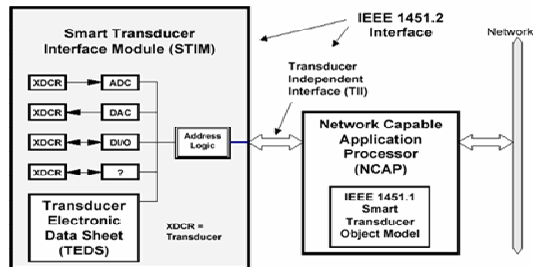 Smart Transducer
Interface Module (STIM)
IEEE 1451.2
Interface
Network
Transducer
Independent
Interface (TII)
XDCR
ADC
XDCR
DAC
XDCR
DI/O
XDCR
?
Address
Logic
Transducer
Electronic
Data Sheet
(TEDS)
XDCR =
Transducer
Network Capable
Application
Processor
(NCAP)
IEEE 1451.1
Smart
Transducer
Object Model